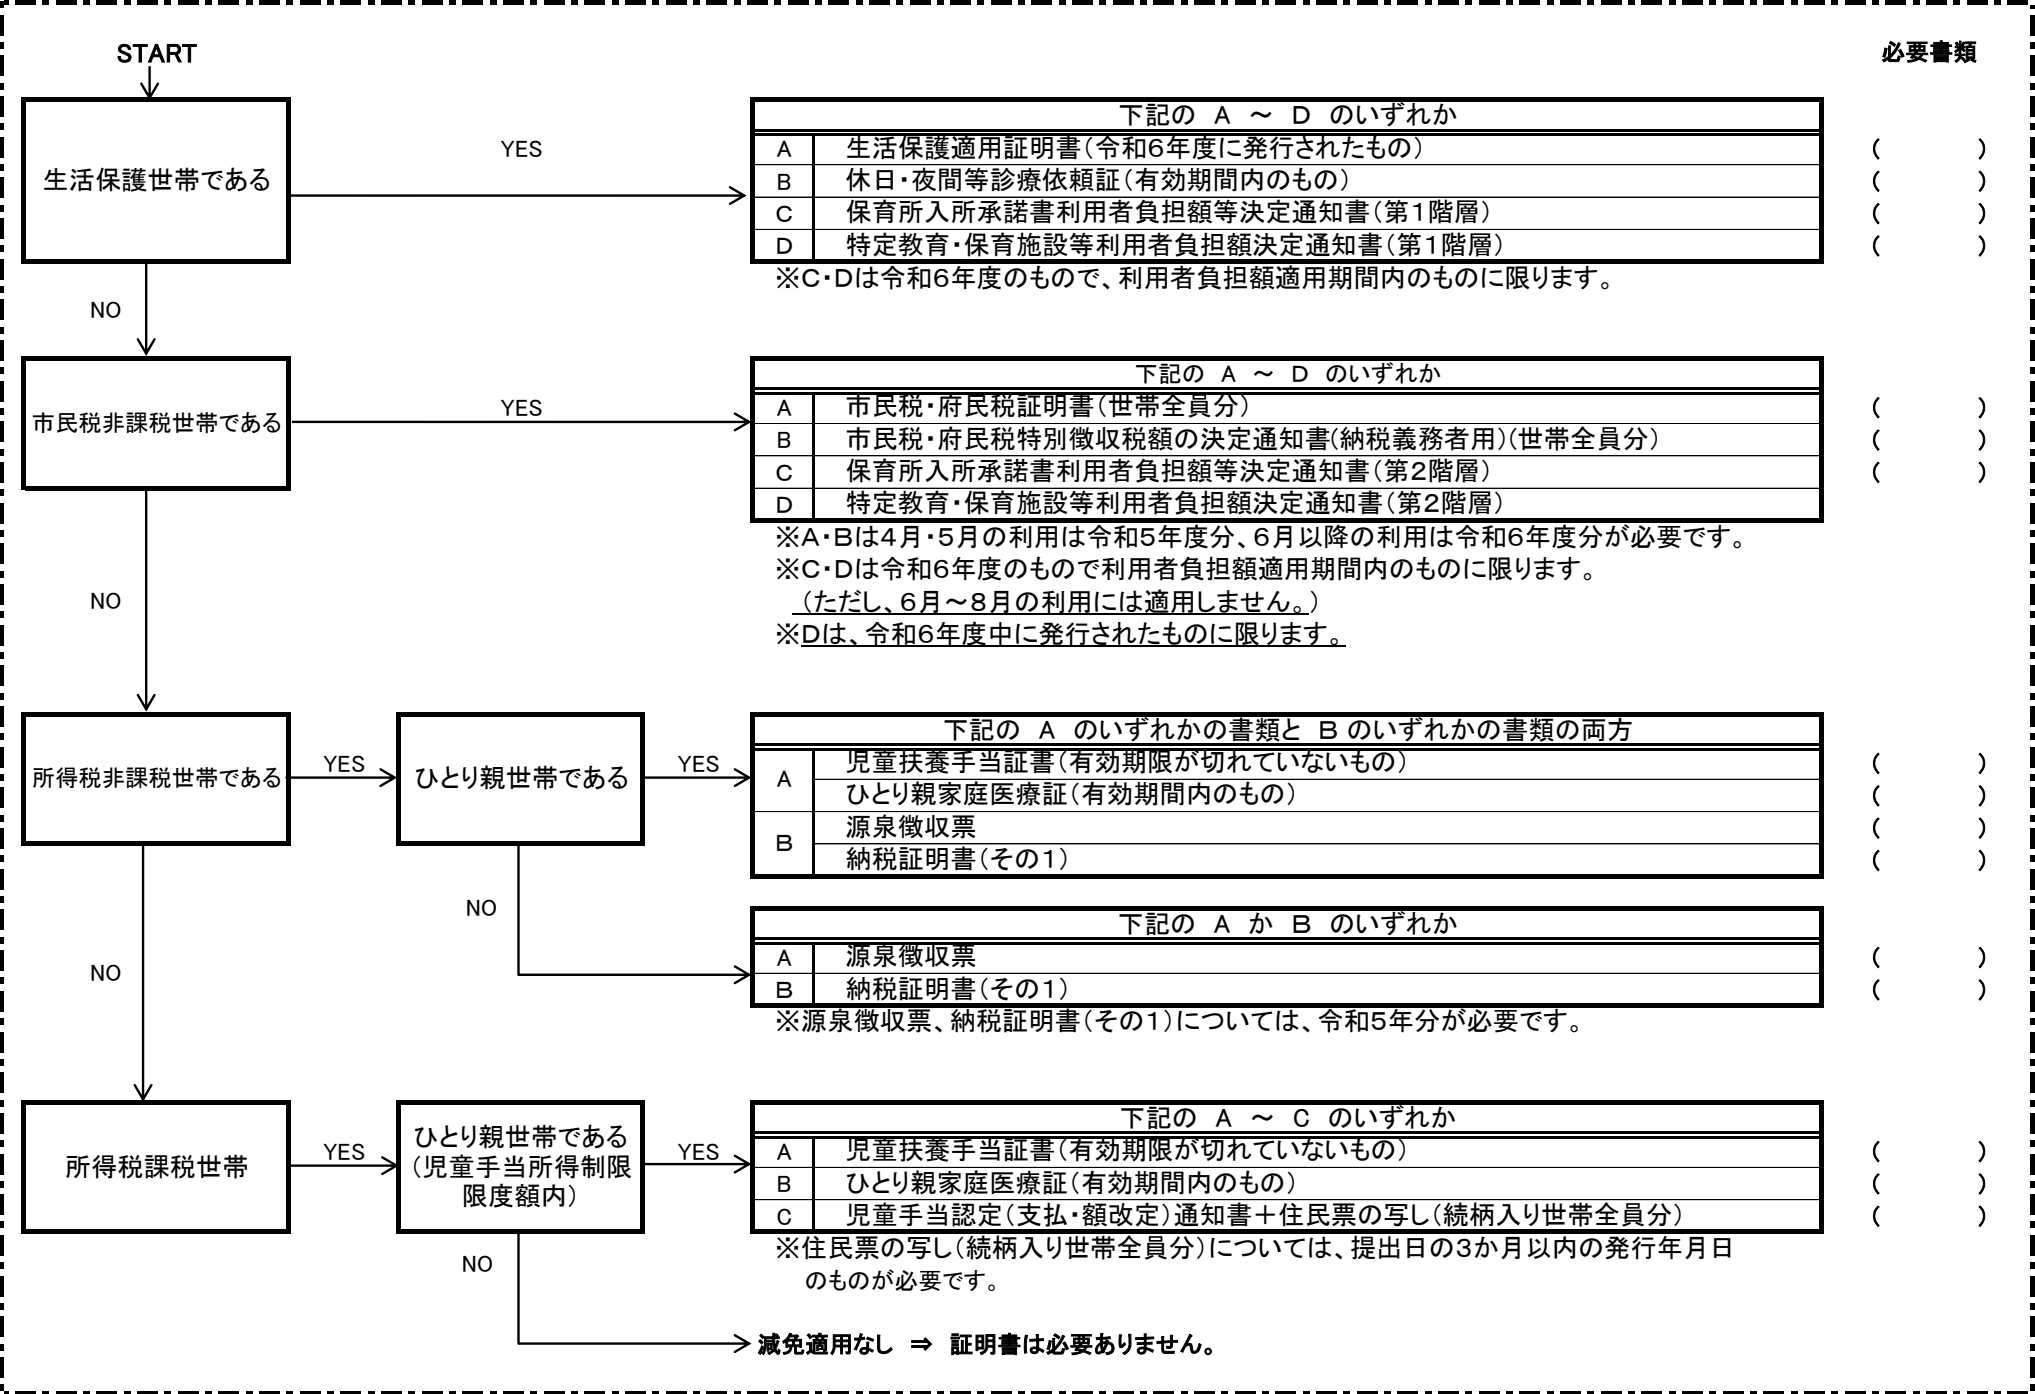 START
必要書類
生活保護世帯である
YES
下記の A ～ D のいずれか
A 生活保護適用証明書（令和６年度に発行されたもの） ( )
B 休日・夜間等診療依頼証（有効期間内のもの） ( )
C 保育所入所承諾書利用者負担額等決定通知書（第１階層） ( )
D 特定教育・保育施設等利用者負担額決定通知書（第１階層） ( )
※C・Dは令和６年度のもので、利用者負担額適用期間内のものに限ります。
NO
市民税非課税世帯である
YES
下記の A ～ D のいずれか
A 市民税・府民税証明書（世帯全員分） ( )
B 市民税・府民税特別徴収税額の決定通知書(納税義務者用)（世帯全員分） ( )
C 保育所入所承諾書利用者負担額等決定通知書（第２階層） ( )
D 特定教育・保育施設等利用者負担額決定通知書（第２階層）
※A・Bは４月・５月の利用は令和５年度分、６月以降の利用は令和６年度分が必要です。
※C・Dは令和６年度のもので利用者負担額適用期間内のものに限ります。
（ただし、６月～８月の利用には適用しません。）
※Dは、令和６年度中に発行されたものに限ります。
NO
所得税非課税世帯である
YES
ひとり親世帯である
YES
下記の A のいずれかの書類と B のいずれかの書類の両方
A 児童扶養手当証書（有効期限が切れていないもの） ( )
ひとり親家庭医療証（有効期間内のもの） ( )
B 源泉徴収票 ( )
納税証明書（その１） ( )
NO
下記の A か B のいずれか
A 源泉徴収票 ( )
B 納税証明書（その１） ( )
※源泉徴収票、納税証明書（その１）については、令和５年分が必要です。
NO
所得税課税世帯
YES
ひとり親世帯である
（児童手当所得制限
限度額内）
YES
下記の A ～ C のいずれか
A 児童扶養手当証書（有効期限が切れていないもの） ( )
B ひとり親家庭医療証（有効期間内のもの） ( )
C 児童手当認定（支払・額改定）通知書＋住民票の写し（続柄入り世帯全員分） ( )
※住民票の写し（続柄入り世帯全員分）については、提出日の３か月以内の発行年月日
のものが必要です。
NO
減免適用なし ⇒ 証明書は必要ありません。